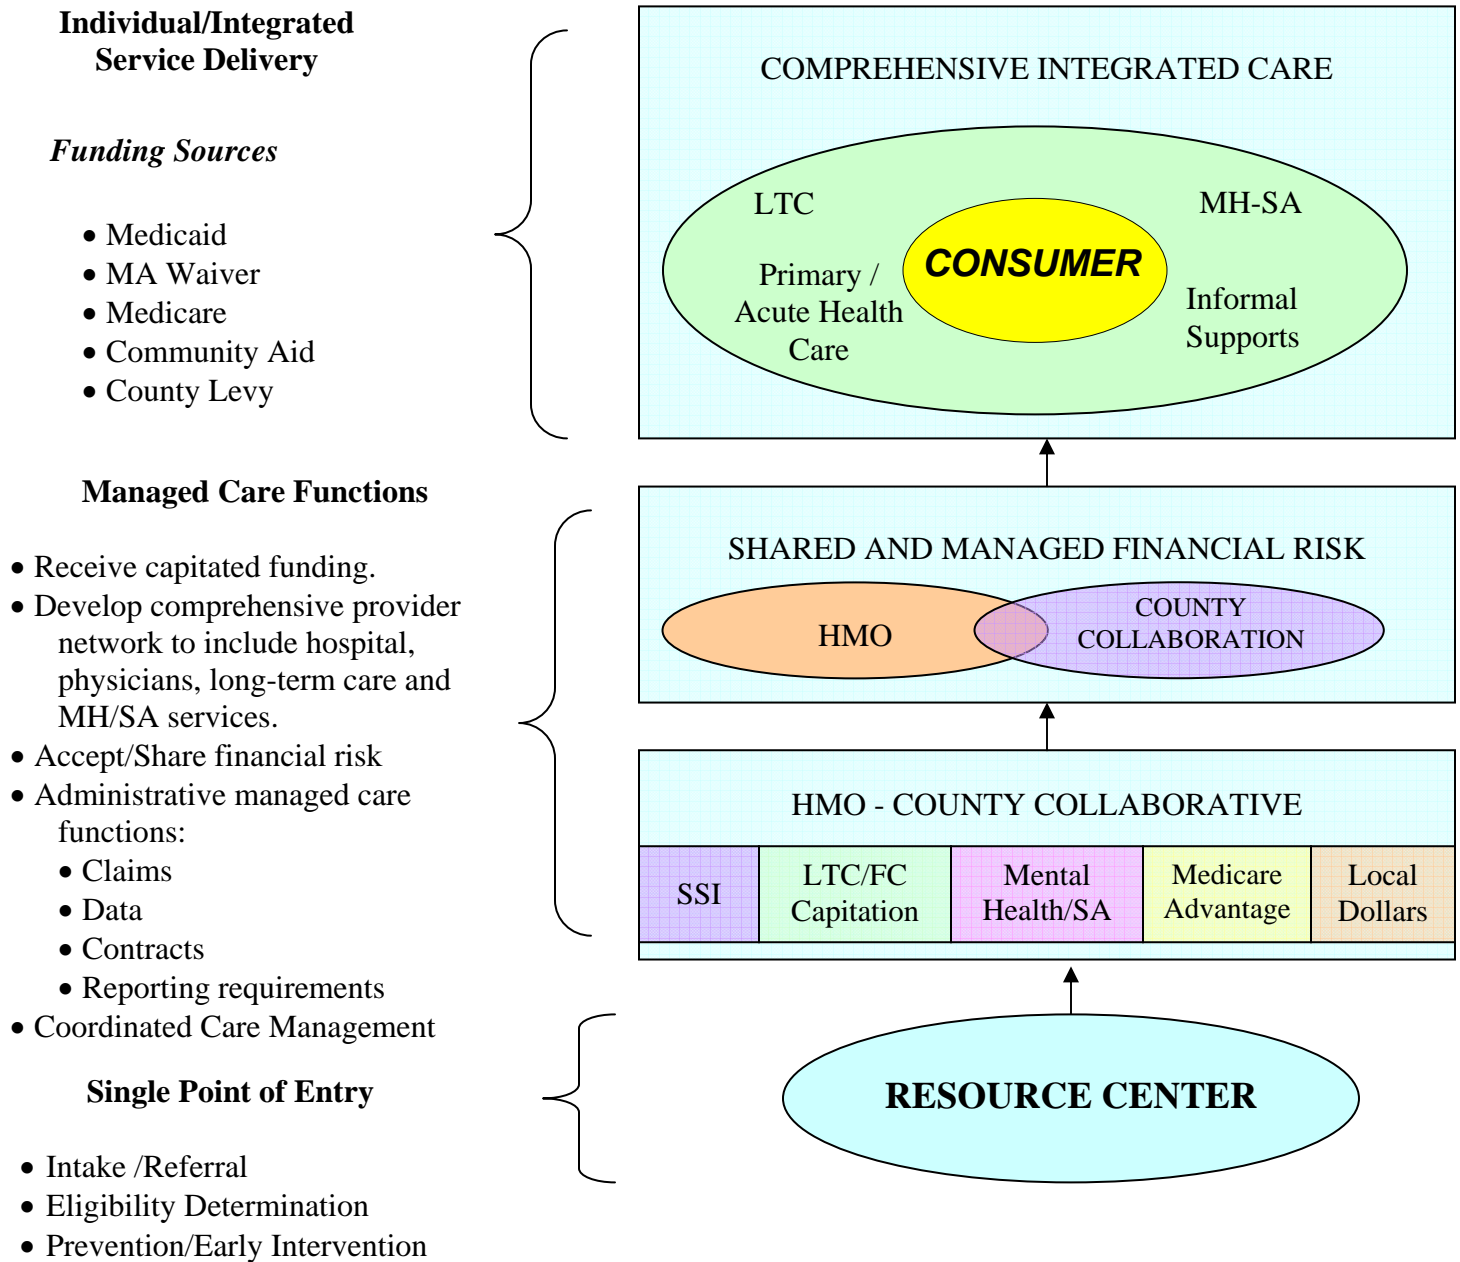 Individual/Integrated
Service Delivery
Funding Sources
• Medicaid
• MA Waiver
• Medicare
• Community Aid
• County Levy
COMPREHENSIVE INTEGRATED CARE
LTC
MH-SA
CONSUMER
Primary /
Acute Health
Care
Informal
Supports
Managed Care Functions
• Receive capitated funding.
• Develop comprehensive provider
network to include hospital,
physicians, long-term care and
MH/SA services.
• Accept/Share financial risk
• Administrative managed care
functions:
• Claims
• Data
• Contracts
• Reporting requirements
• Coordinated Care Management
SHARED AND MANAGED FINANCIAL RISK
HMO
COUNTY
COLLABORATION
HMO - COUNTY COLLABORATIVE
SSI
LTC/FC
Capitation
Mental
Health/SA
Medicare
Advantage
Local
Dollars
Single Point of Entry
• Intake /Referral
• Eligibility Determination
• Prevention/Early Intervention
RESOURCE CENTER